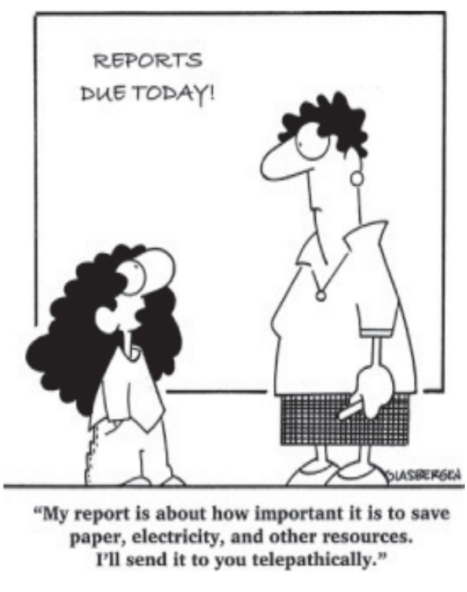 REPORTS
DUE TODAY!
GLASBERGEN
"My report is about how important it is to save
paper, electricity, and other resources.
I'll send it to you telepathically."